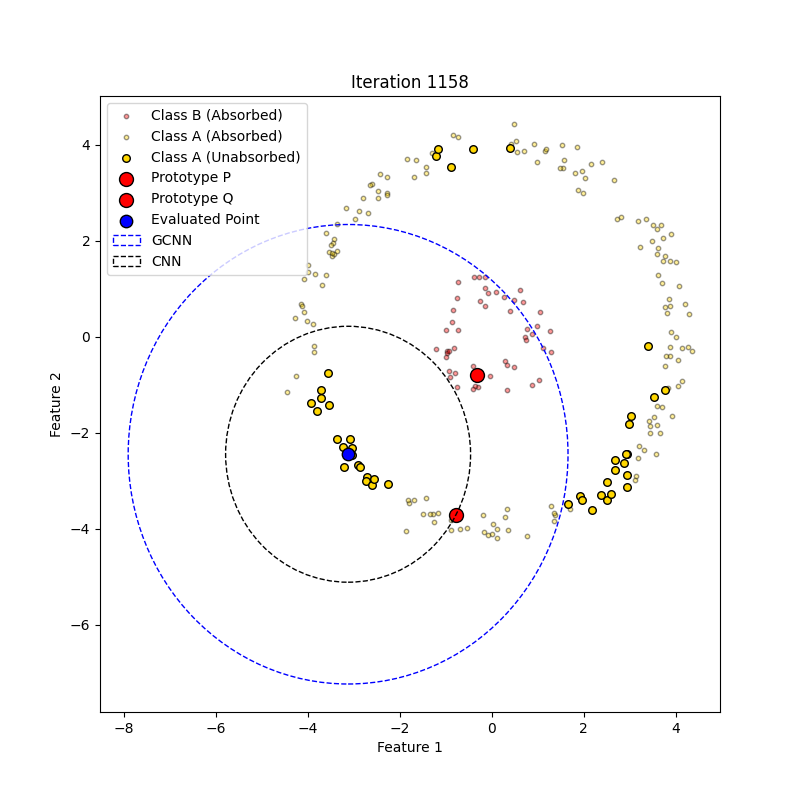 Iteration 1158
Class B (Absorbed)
Class A (Absorbed)
Class A (Unabsorbed)
Prototype P
Prototype Q
Evaluated Point
GCNN
CNN
4
2
0
−2
−4
−6
Feature 2
−8 −6 −4 −2 0 2 4
Feature 1